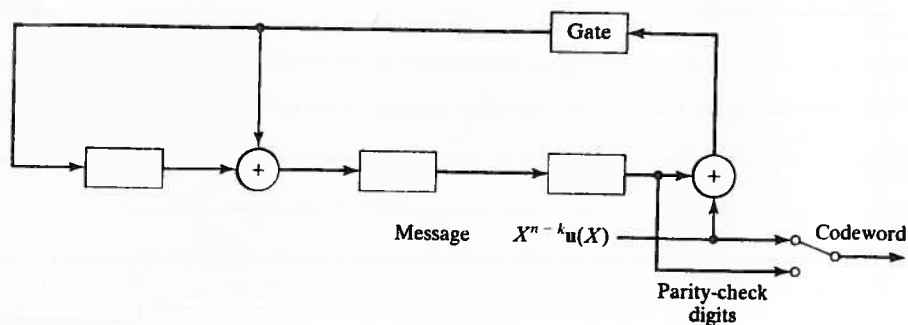 Gate
+
+
Message
X^{n – k}u(X)
Codeword
Parity-check
digits